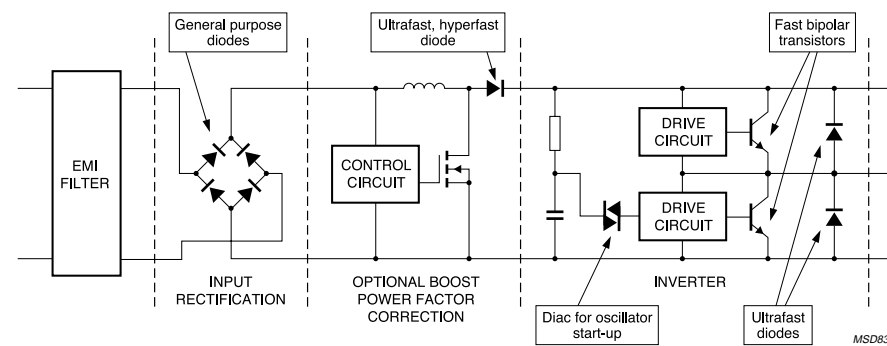 General purpose
diodes
Ultrafast, hyperfast
diode
Fast bipolar
transistors
EMI
FILTER
CONTROL
CIRCUIT
DRIVE
CIRCUIT
DRIVE
CIRCUIT
INPUT
RECTIFICATION
OPTIONAL BOOST
POWER FACTOR
CORRECTION
INVERTER
Diac for oscillator
start-up
Ultrafast
diodes
MSD83